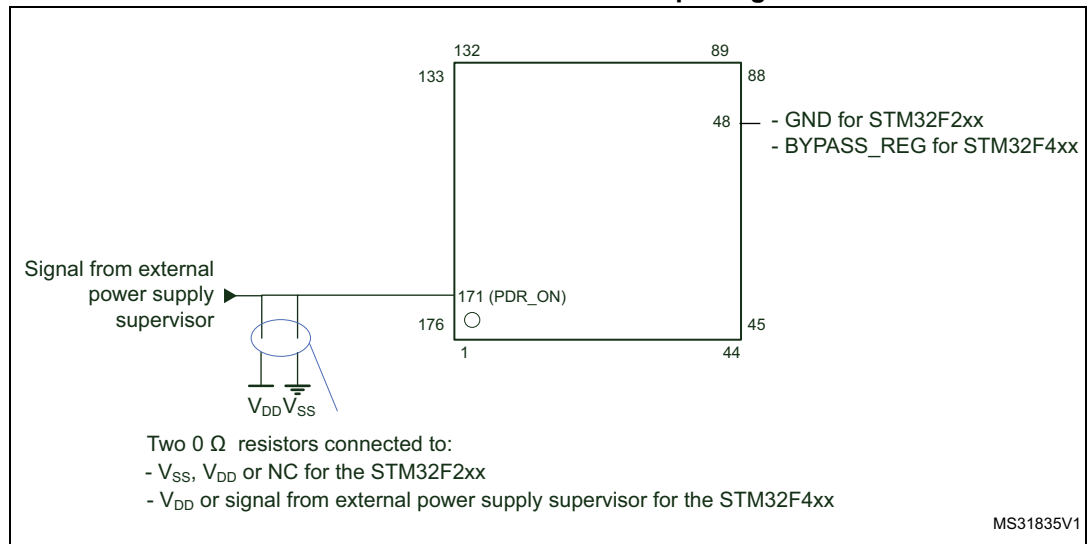 132
89
133
88
48
- GND for STM32F2xx
- BYPASS_REG for STM32F4xx
Signal from external
power supply
supervisor
171 (PDR_ON)
176
45
1
44
VDD VSS
Two 0 Ω resistors connected to:
- VSS, VDD or NC for the STM32F2xx
- VDD or signal from external power supply supervisor for the STM32F4xx
MS31835V1